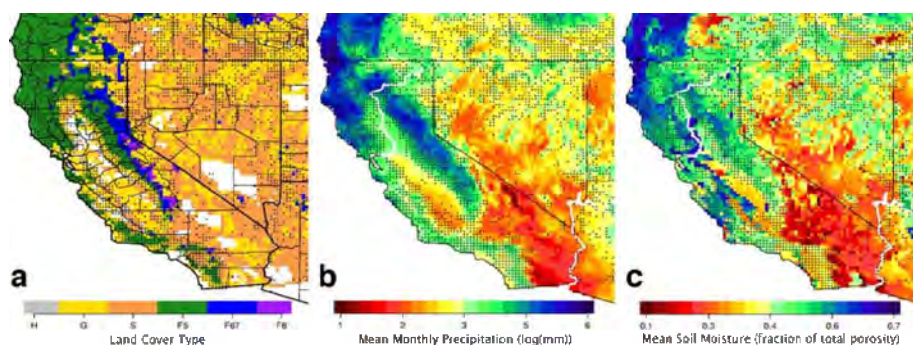 a
b
c
H G S FS F67 F8
1 2 3 4 5 6
0.1 0.3 0.4 0.6 0.7
Land Cover Type
Mean Monthly Precipitation (log(mm))
Mean Soil Moisture (fraction of total porosity)